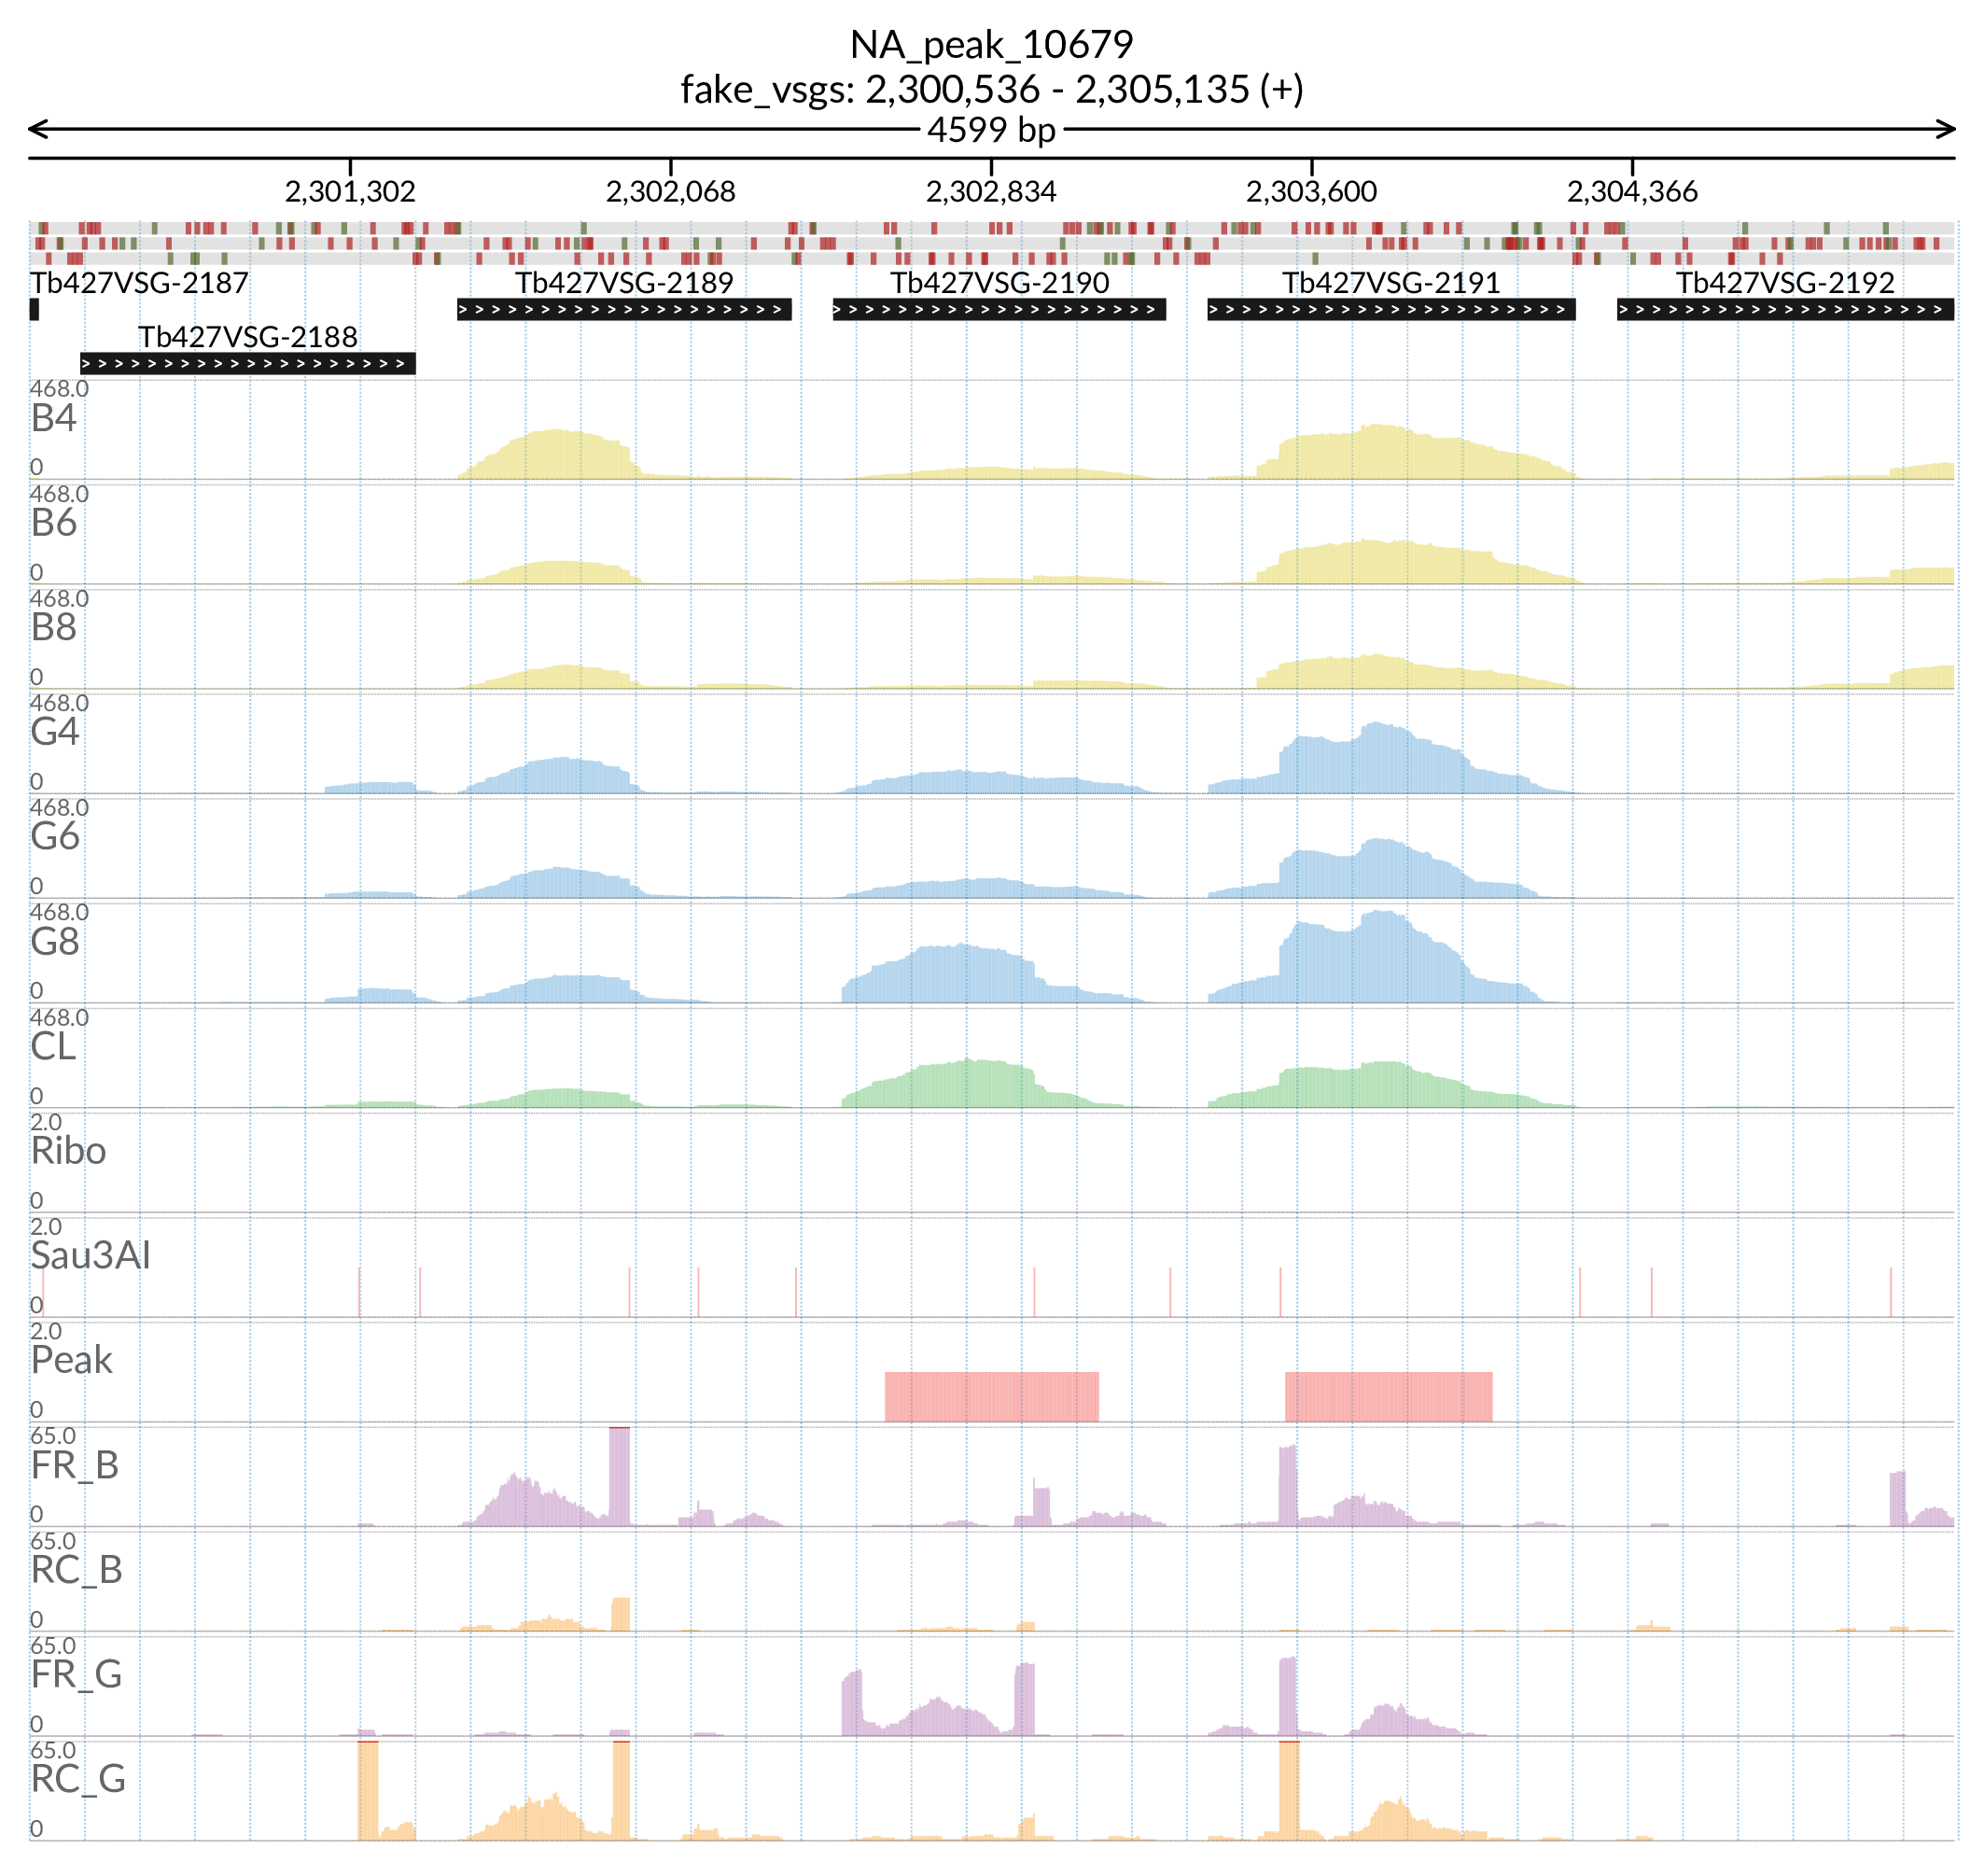 NA_peak_10679
fake_vsgs: 2,300,536 - 2,305,135 (+)
4599 bp
2,301,302 2,302,068 2,302,834 2,303,600 2,304,366
Tb427VSG-2187 Tb427VSG-2189 Tb427VSG-2190 Tb427VSG-2191 Tb427VSG-2192
Tb427VSG-2188
468.0
B4
0
468.0
B6
0
468.0
B8
0
468.0
G4
0
468.0
G6
0
468.0
G8
0
468.0
CL
0
2.0
Ribo
0
2.0
Sau3AI
0
2.0
Peak
0
65.0
FR_B
0
65.0
RC_B
0
65.0
FR_G
0
65.0
RC_G
0